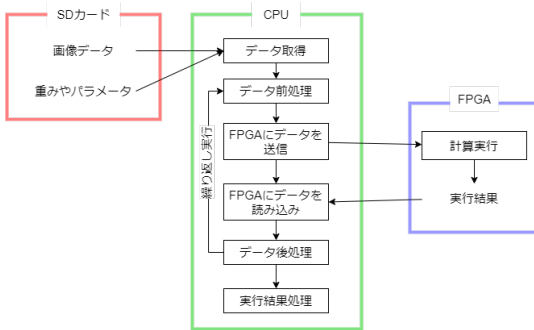 SDカード
画像データ
重みやパラメータ
CPU
データ取得
データ前処理
FPGAにデータを
送信
FPGAにデータを
読み込み
データ後処理
実行結果処理
繰り返し実行
FPGA
計算実行
実行結果